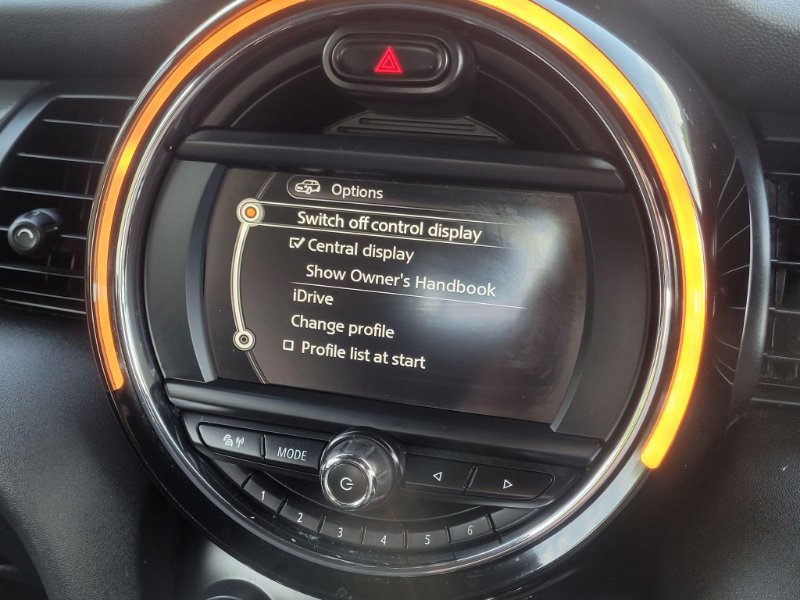 Options
Switch off control display
Central display
Show Owner's Handbook
iDrive
Change profile
Profile list at start
MODE
1 2 3 4 5 6